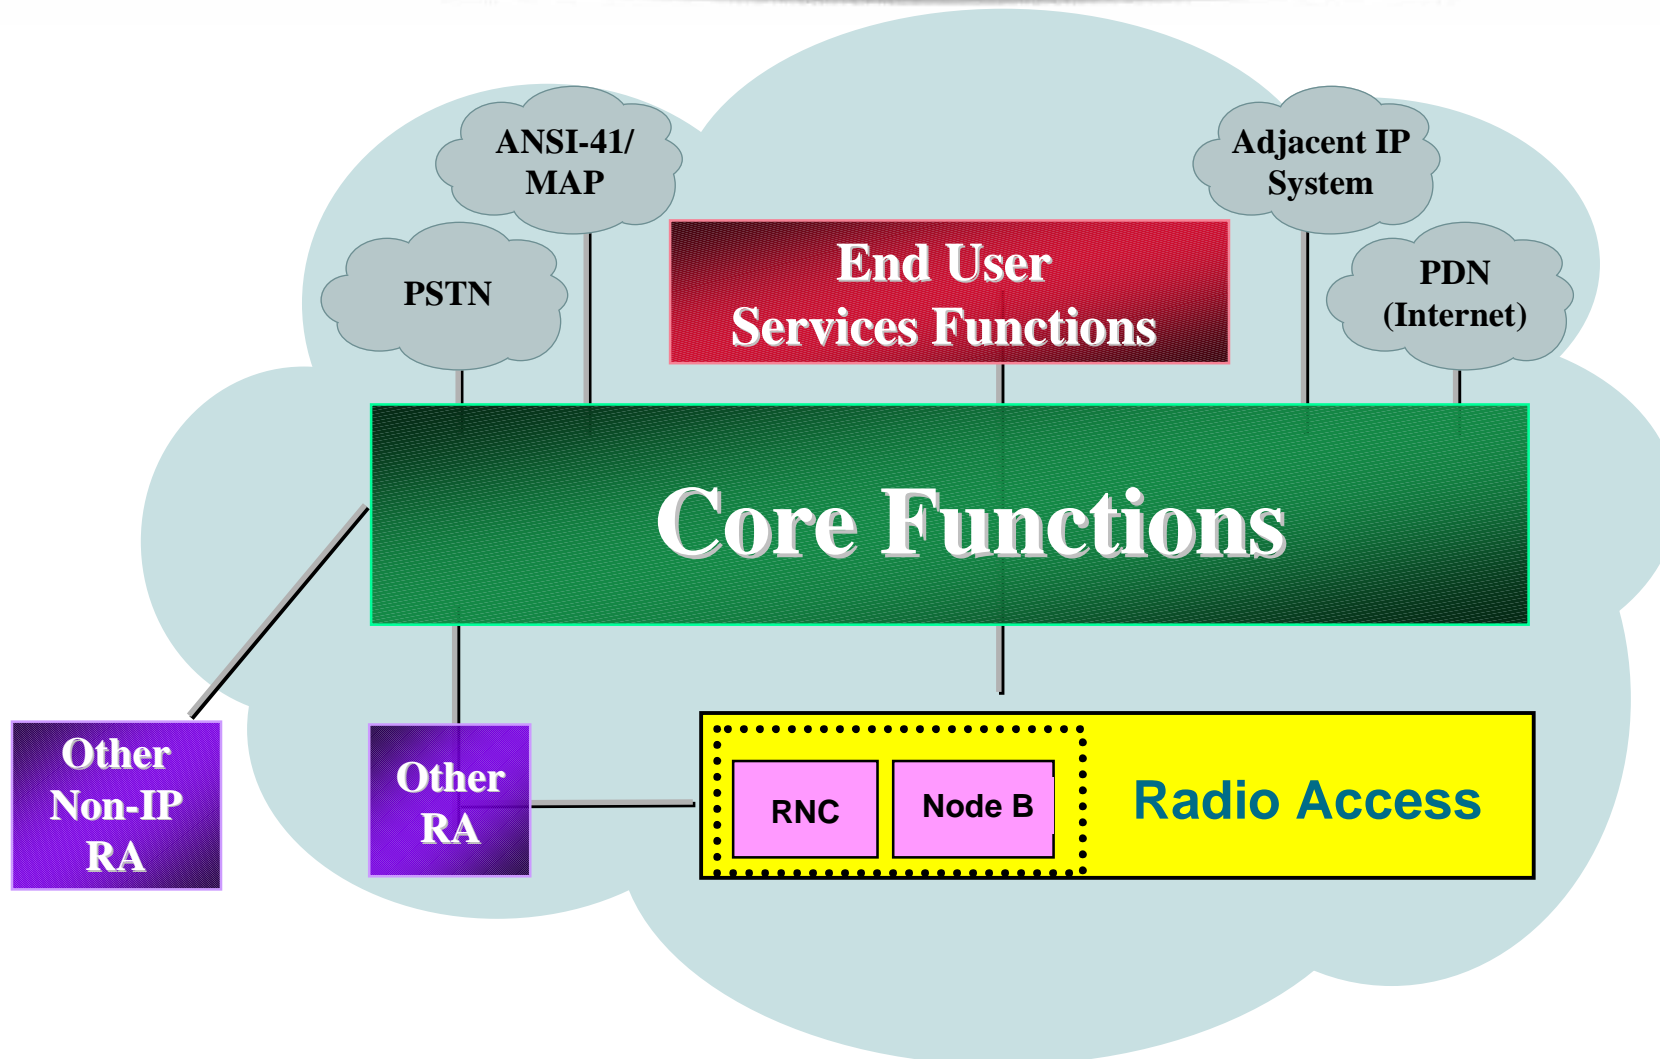 ANSI-41/
MAP
Adjacent IP
System
PSTN
End User
Services Functions
PDN
(Internet)
Core Functions
Other
Non-IP
RA
Other
RA
RNC
Node B
Radio Access